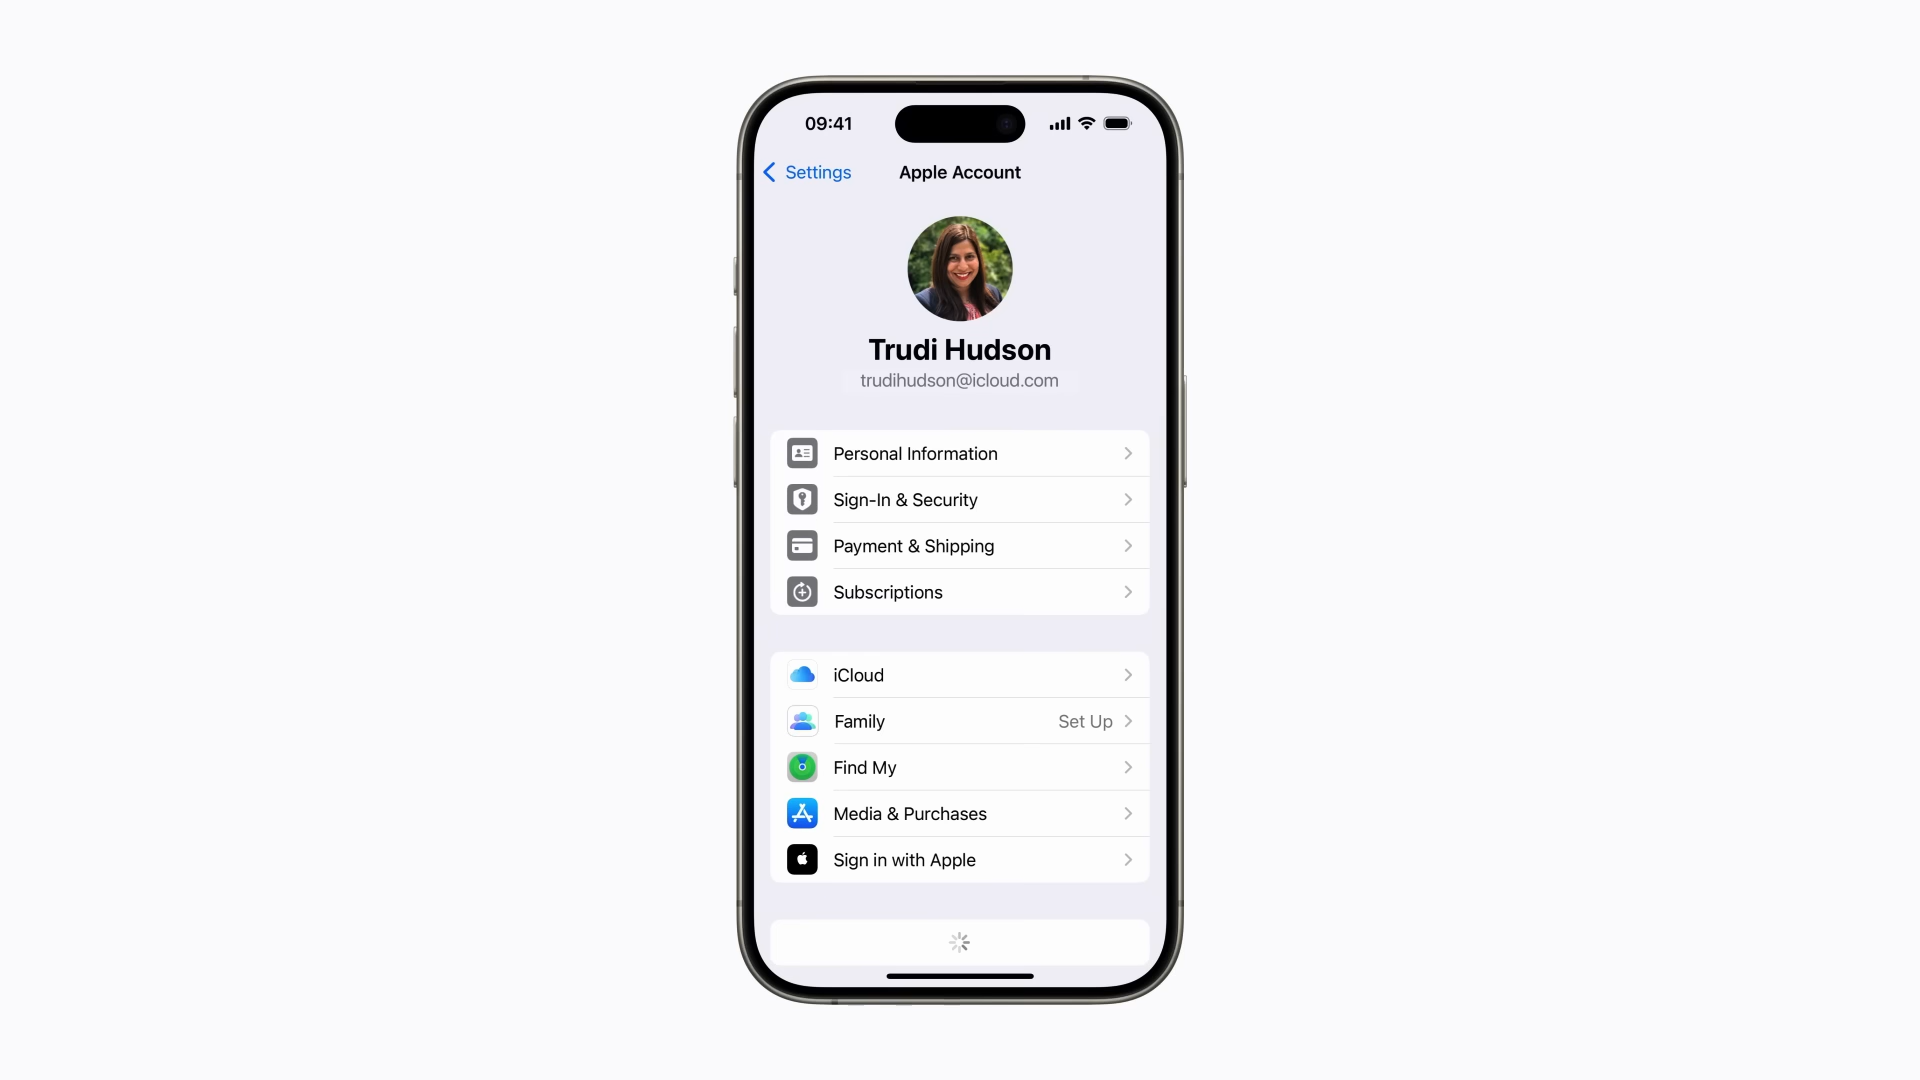 09:41
Settings
Apple Account
Trudi Hudson
trudihudson@icloud.com
Personal Information
Sign-In & Security
Payment & Shipping
Subscriptions
iCloud
Family Set Up
Find My
Media & Purchases
Sign in with Apple